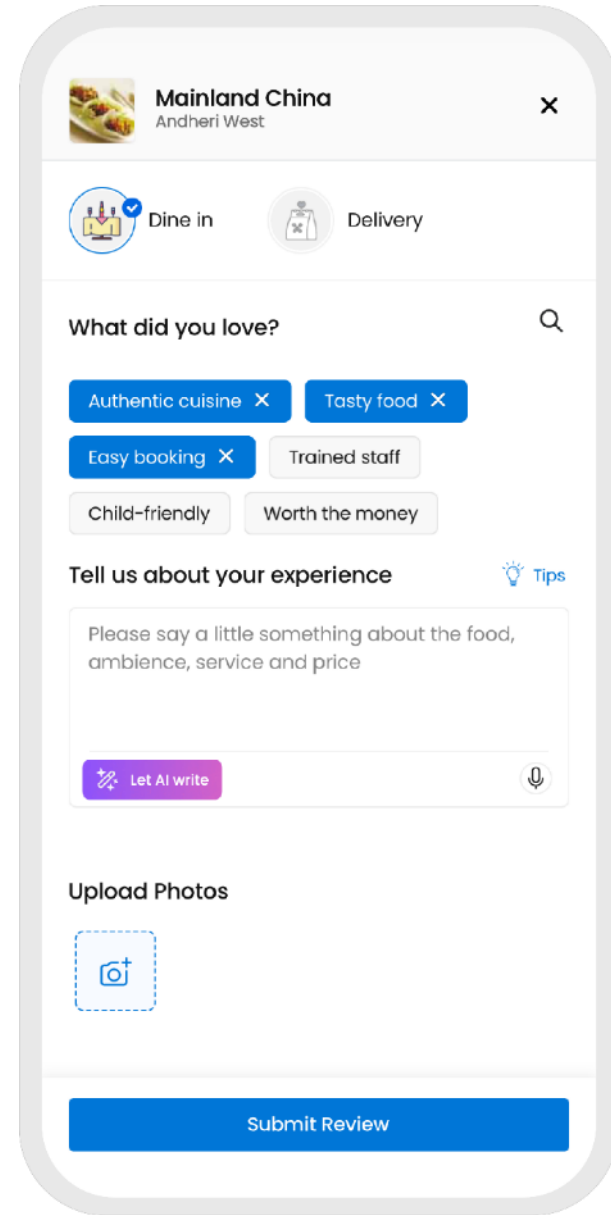 Mainland China
Andheri West
Dine in
Delivery
What did you love?
Authentic cuisine
Tasty food
Easy booking
Trained staff
Child-friendly
Worth the money
Tell us about your experience
Tips
Please say a little something about the food,
ambience, service and price
Let AI write
Upload Photos
Submit Review